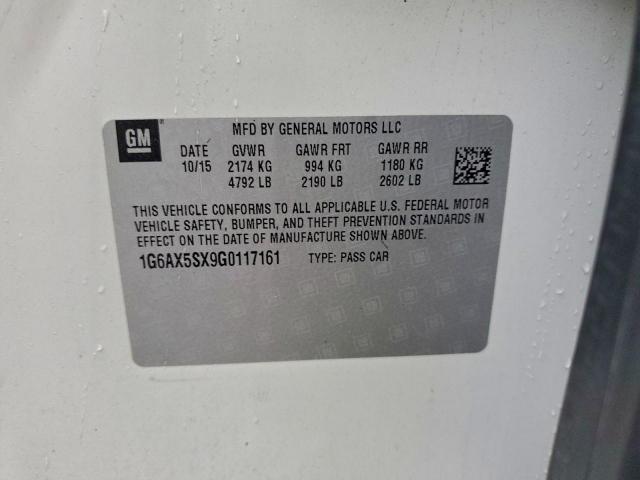 GM MFD BY GENERAL MOTORS LLC
DATE GVWR GAWR FRT GAWR RR
10/15 2174 KG 994 KG 1180 KG
4792 LB 2190 LB 2602 LB
THIS VEHICLE CONFORMS TO ALL APPLICABLE U.S. FEDERAL MOTOR
VEHICLE SAFETY, BUMPER, AND THEFT PREVENTION STANDARDS IN
EFFECT ON THE DATE OF MANUFACTURE SHOWN ABOVE.
1G6AX5SX9G0117161 TYPE: PASS CAR